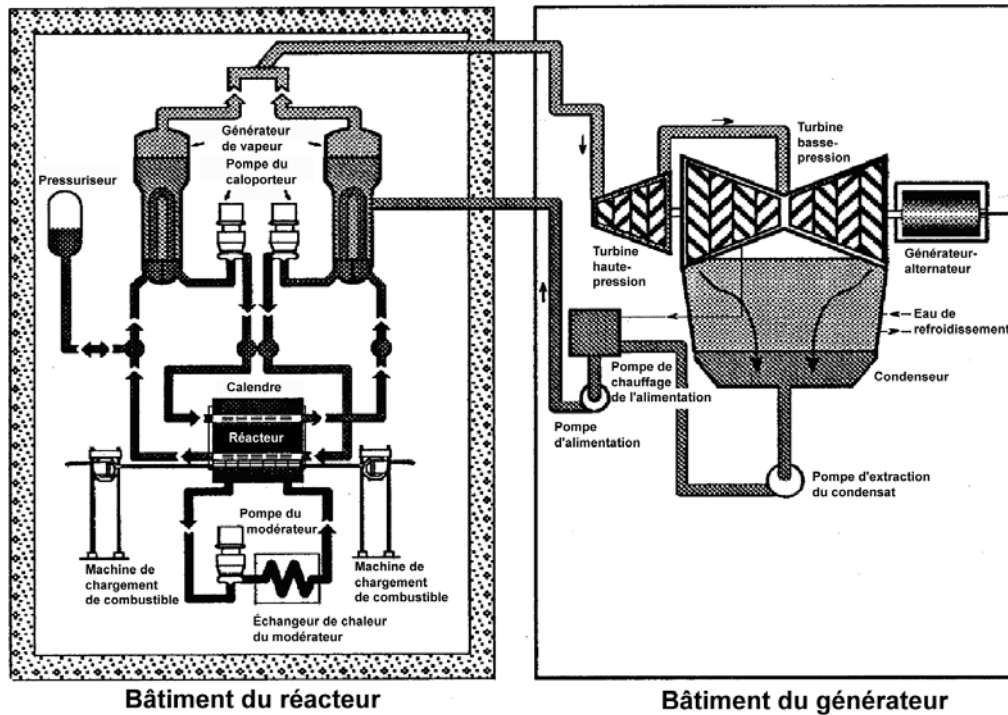 Générateur
de vapeur
Pompe du
caloporteur
Pressuriseur
Calendre
Réacteur
Pompe du
modérateur
Machine de
chargement
de combustible
Machine de
chargement
de combustible
Échangeur de chaleur
du modérateur
Bâtiment du réacteur
Turbine
basse-
pression
Turbine
haute-
pression
Générateur-
alternateur
Eau de
refroidissement
Condenseur
Pompe de
chauffage
de l'alimentation
Pompe
d'alimentation
Pompe d'extraction
du condensat
Bâtiment du générateur